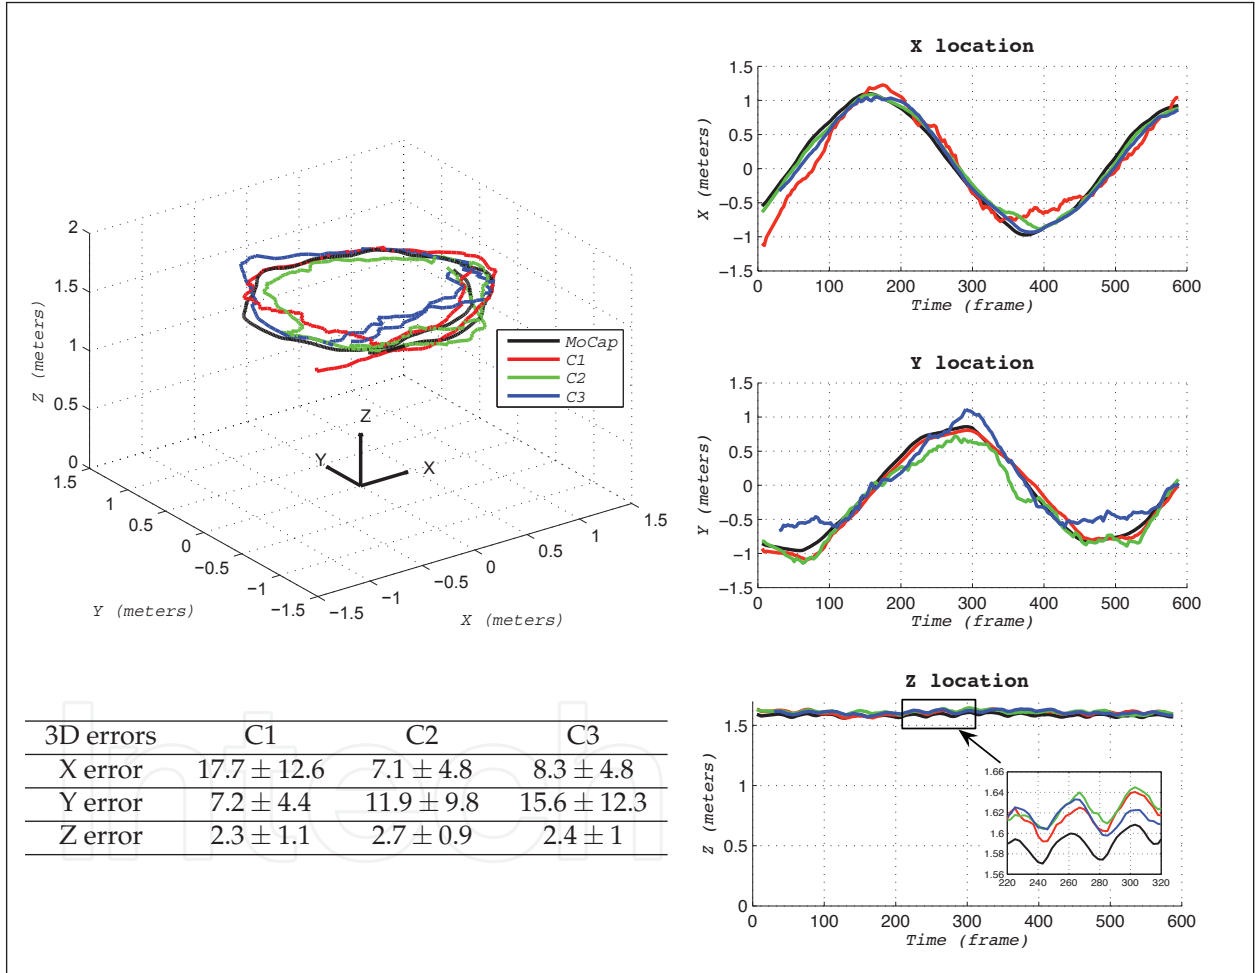 2
1.5
1
0.5
0
Z (meters)
1.5
1
0.5
0
−0.5
−1
−1.5
Y (meters)
−1.5
−1
−0.5
0
0.5
1
1.5
X (meters)
Z
Y
X
MoCap
C1
C2
C3
X location
1.5
1
0.5
0
−0.5
−1
−1.5
X (meters)
0 100 200 300 400 500 600
Time (frame)
Y location
1.5
1
0.5
0
−0.5
−1
−1.5
Y (meters)
0 100 200 300 400 500 600
Time (frame)
3D errors C1 C2 C3
X error 17.7 ± 12.6 7.1 ± 4.8 8.3 ± 4.8
Y error 7.2 ± 4.4 11.9 ± 9.8 15.6 ± 12.3
Z error 2.3 ± 1.1 2.7 ± 0.9 2.4 ± 1
Intech
Z location
1.5
1
0.5
0
Z (meters)
1.66
1.64
1.62
1.6
1.58
1.56
220 240 260 280 300 320
0 100 200 300 400 500 600
Time (frame)